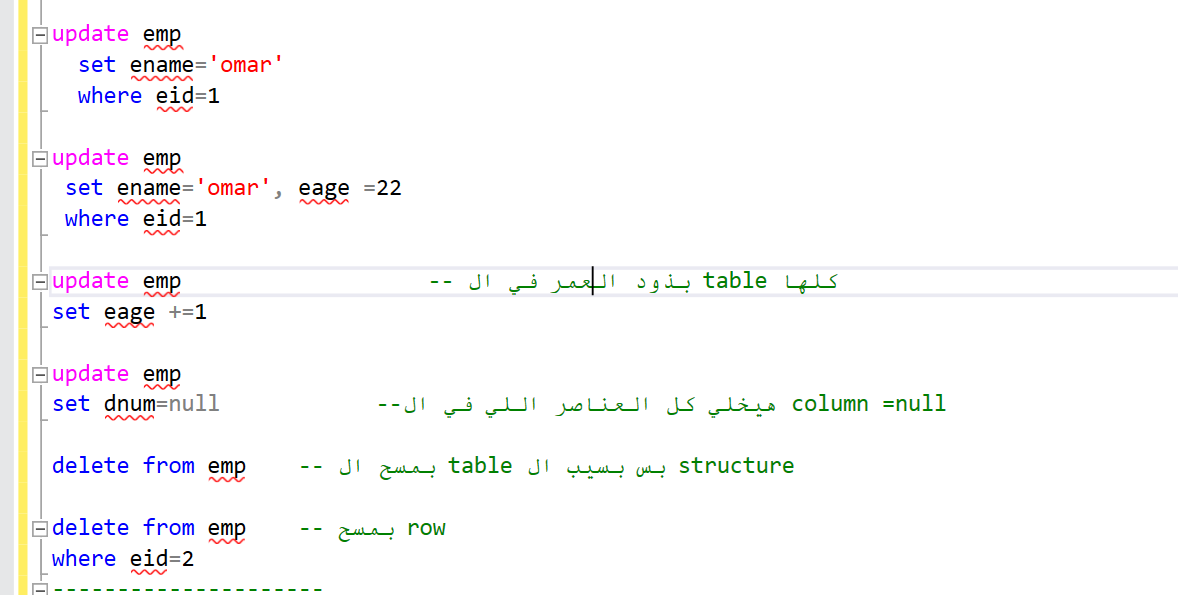 update emp
set ename='omar'
where eid=1
update emp
set ename='omar', eage =22
where eid=1
update emp -- بذود العمر في ال table كلها
set eage +=1
update emp
set dnum=null --هيخلي كل العناصر اللي في ال column =null
delete from emp -- بمسح ال table بس بسيب ال structure
delete from emp -- بمسح row
where eid=2
---------------------